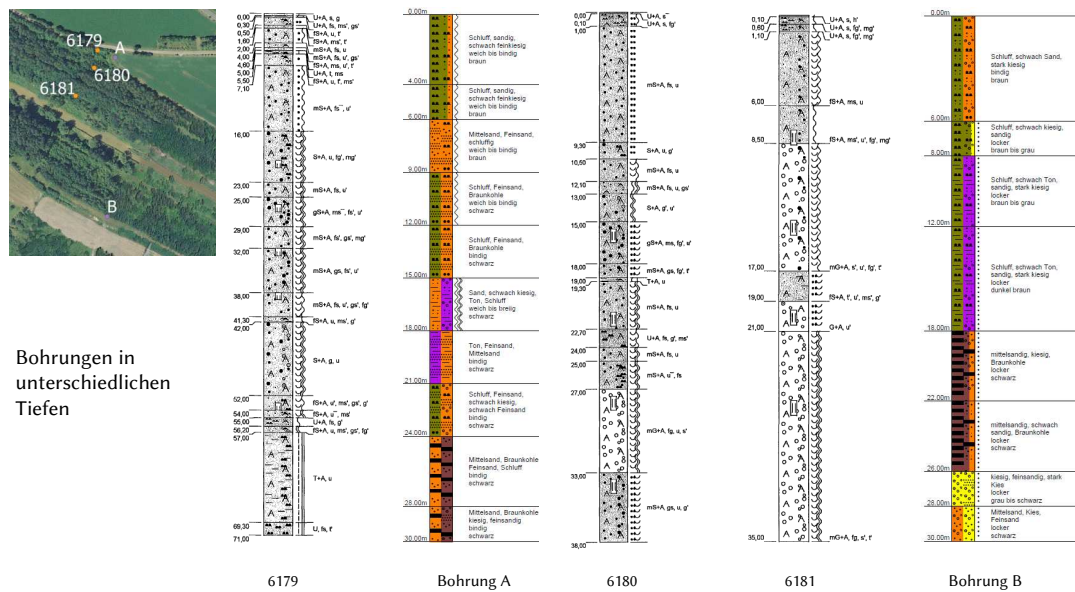 6179
A
6180
6181
B
Bohrungen in
unterschiedlichen
Tiefen
0,00
0,30
0,50
1,60
2,00
4,00
4,60
5,00
5,50
7,10
16,00
23,00
25,00
29,00
32,00
38,00
41,30
42,00
52,00
54,00
55,00
56,20
57,00
69,30
71,00
U+A, s, g
U+A, fs, ms', gs'
fS+A, u, t'
fS+A, ms', t'
mS+A, fs, u
mS+A, fs, u', gs'
fS+A, ms, u', t'
U+A, t, ms
fS+A, u, t', ms'
mS+A, fs¯, u'
S+A, u, fg', mg'
mS+A, fs, u'
gS+A, ms¯, fs', u'
mS+A, fs', gs', mg'
mS+A, gs, fs', u'
mS+A, fs, u', gs', fg'
fS+A, u, ms', g'
S+A, g, u
fS+A, u', ms', gs', g'
fS+A, u¯, ms'
U+A, fs, g'
fS+A, u, ms', gs', fg'
T+A, u
U, fs, t'
6179
0.00m
4.00m
6.00m
9.00m
12.00m
15.00m
18.00m
21.00m
24.00m
28.00m
30.00m
Schluff, sandig,
schwach feinkiesig
weich bis bindig
braun
Schluff, sandig,
schwach feinkiesig
weich bis bindig
braun
Mittelsand, Feinsand,
schluffig
weich bis bindig
braun
Schluff, Feinsand,
Braunkohle
weich bis bindig
schwarz
Schluff, Feinsand,
Braunkohle
bindig
schwarz
Sand, schwach kiesig,
Ton, Schluff
weich bis breiig
schwarz
Ton, Feinsand,
Mittelsand
bindig
schwarz
Schluff, Feinsand,
schwach kiesig,
schwach Feinsand
bindig
schwarz
Mittelsand, Braunkohle
Feinsand, Schluff
bindig
schwarz
Mittelsand, Braunkohle
kiesig, feinsandig
bindig
schwarz
Bohrung A
0,00
0,10
1,00
9,30
10,50
12,10
13,00
15,00
18,00
19,00
19,30
22,70
24,00
25,00
27,00
33,00
38,00
U+A, s¯
U+A, s, fg'
mS+A, fs, u
S+A, u, g'
mS+A, fs, u
mS+A, fs, u, gs'
S+A, g', u'
gS+A, ms, fg', u'
mS+A, gs, fg', t'
T+A, u
mS+A, fs, u
U+A, fs, g', ms'
mS+A, fs, u
mS+A, u¯, fs
mG+A, fg, u, s'
mS+A, gs, u, g'
6180
0,10
0,60
1,10
6,00
8,50
17,00
19,00
21,00
35,00
U+A, s, h'
U+A, s, fg', mg'
U+A, s, fg', mg'
fS+A, ms, u
fS+A, ms', u', fg', mg'
mG+A, s', u', fg', t'
fS+A, t', u', ms', g'
G+A, u'
mG+A, fg, s', t'
6181
0.00m
6.00m
8.00m
12.00m
18.00m
22.00m
26.00m
28.00m
30.00m
Schluff, schwach Sand,
stark kiesig
bindig
braun
Schluff, schwach kiesig,
sandig
locker
braun bis grau
Schluff, schwach Ton,
sandig, stark kiesig
locker
braun bis grau
Schluff, schwach Ton,
sandig, stark kiesig
locker
dunkel braun
mittelsandig, kiesig,
Braunkohle
locker
schwarz
mittelsandig, schwach
sandig, Braunkohle
locker
schwarz
kiesig, feinsandig, stark
Kies
locker
grau bis schwarz
Mittelsand, Kies,
Feinsand
locker
schwarz
Bohrung B